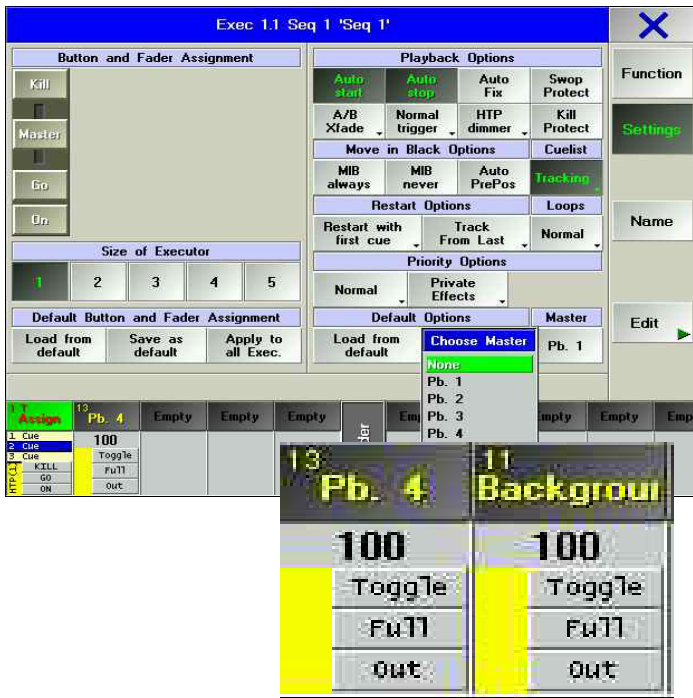 Exec 1.1 Seq 1 'Seq 1'
X
Button and Fader Assignment
Kill
Master
Go
On
Size of Executor
1 2 3 4 5
Default Button and Fader Assignment
Load from default
Save as default
Apply to all Exec.
Playback Options
Auto start
Auto stop
Auto Fix
Swop Protect
A/B Xfade
Normal trigger
HTP dimmer
Kill Protect
Move in Black Options
Cuelist
MIB always
MIB never
Auto PrePos
Tracking
Restart Options
Loops
Restart with first cue
Track From Last
Normal
Priority Options
Normal
Private Effects
Default Options
Master
Load from default
Pb. 1
Choose Master
None
Pb. 1
Pb. 2
Pb. 3
Pb. 4
Function
Settings
Name
Edit
Assign
13
Pb. 4
Empty
Empty
Empty
Empty
Empty
1 Cue
2 Cue
3 Cue
HTP(1)
KILL
GO
ON
100
Toggle
Full
Out
13
Pb. 4
11
Backgroun
100
100
Toggle
Toggle
Full
Full
Out
Out